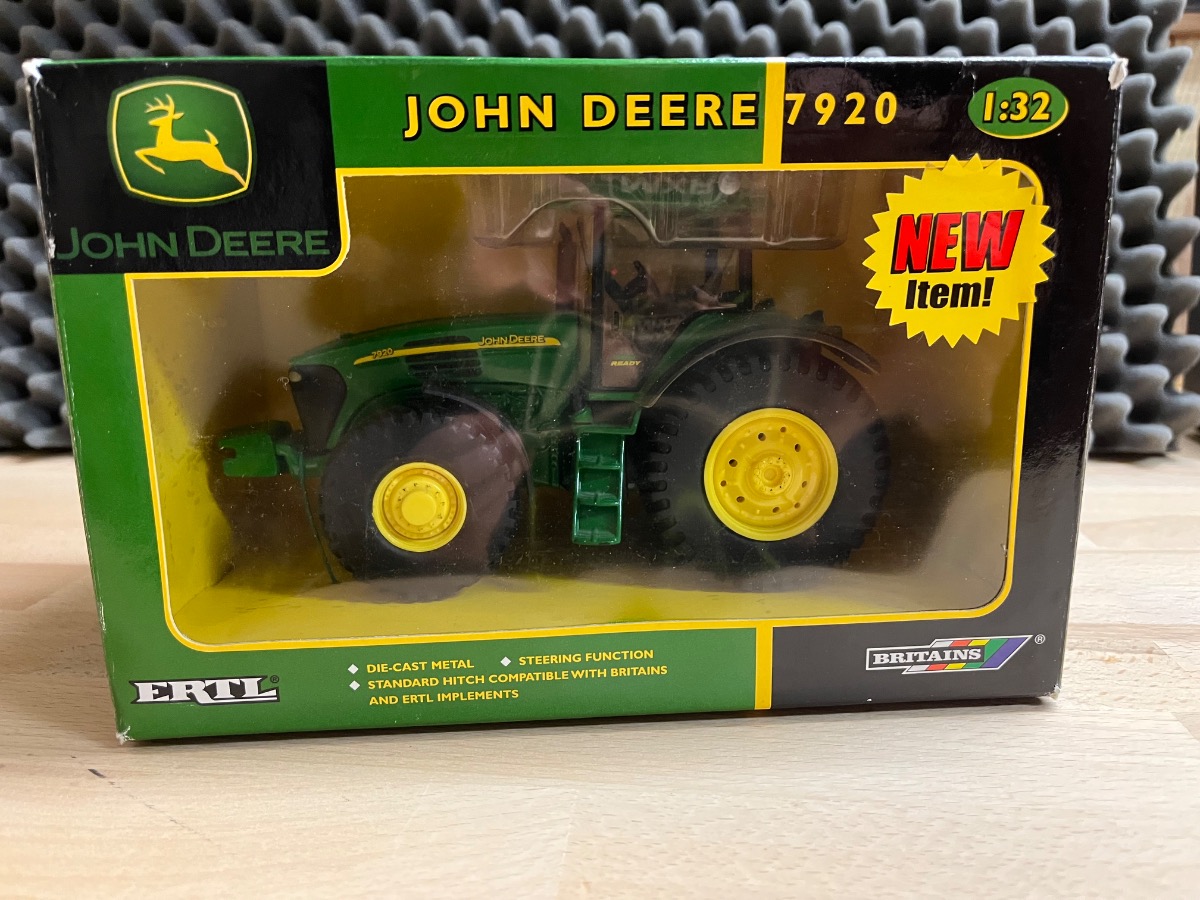 JOHN DEERE 7920
1:32
JOHN DEERE
NEW
Item!
7920
JOHN DEERE
READY
◆ DIE-CAST METAL ◆ STEERING FUNCTION
◆ STANDARD HITCH COMPATIBLE WITH BRITAINS
AND ERTL IMPLEMENTS
ERTL®
BRITAINS®